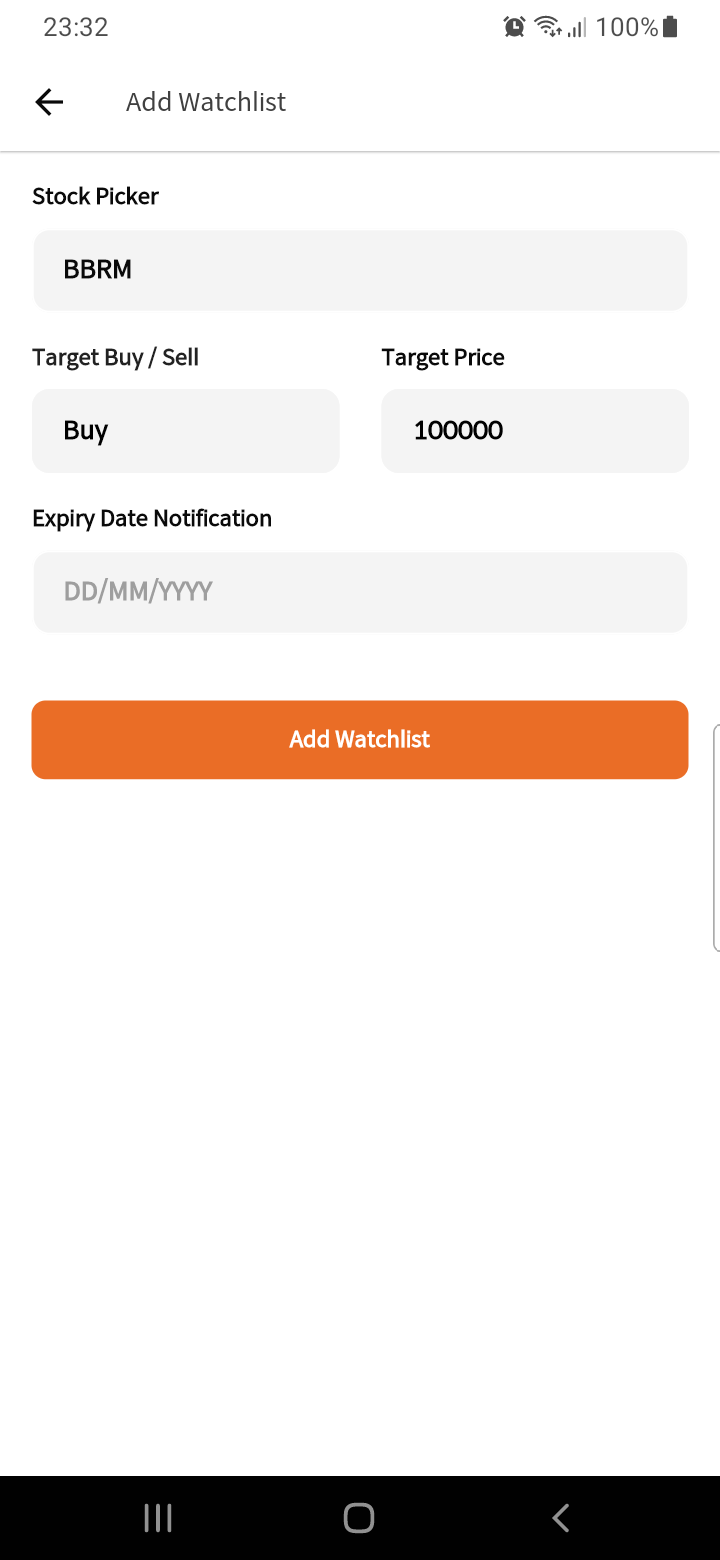 23:32 100%
Add Watchlist
Stock Picker
BBRM
Target Buy / Sell Target Price
Buy 100000
Expiry Date Notification
DD/MM/YYYY
Add Watchlist